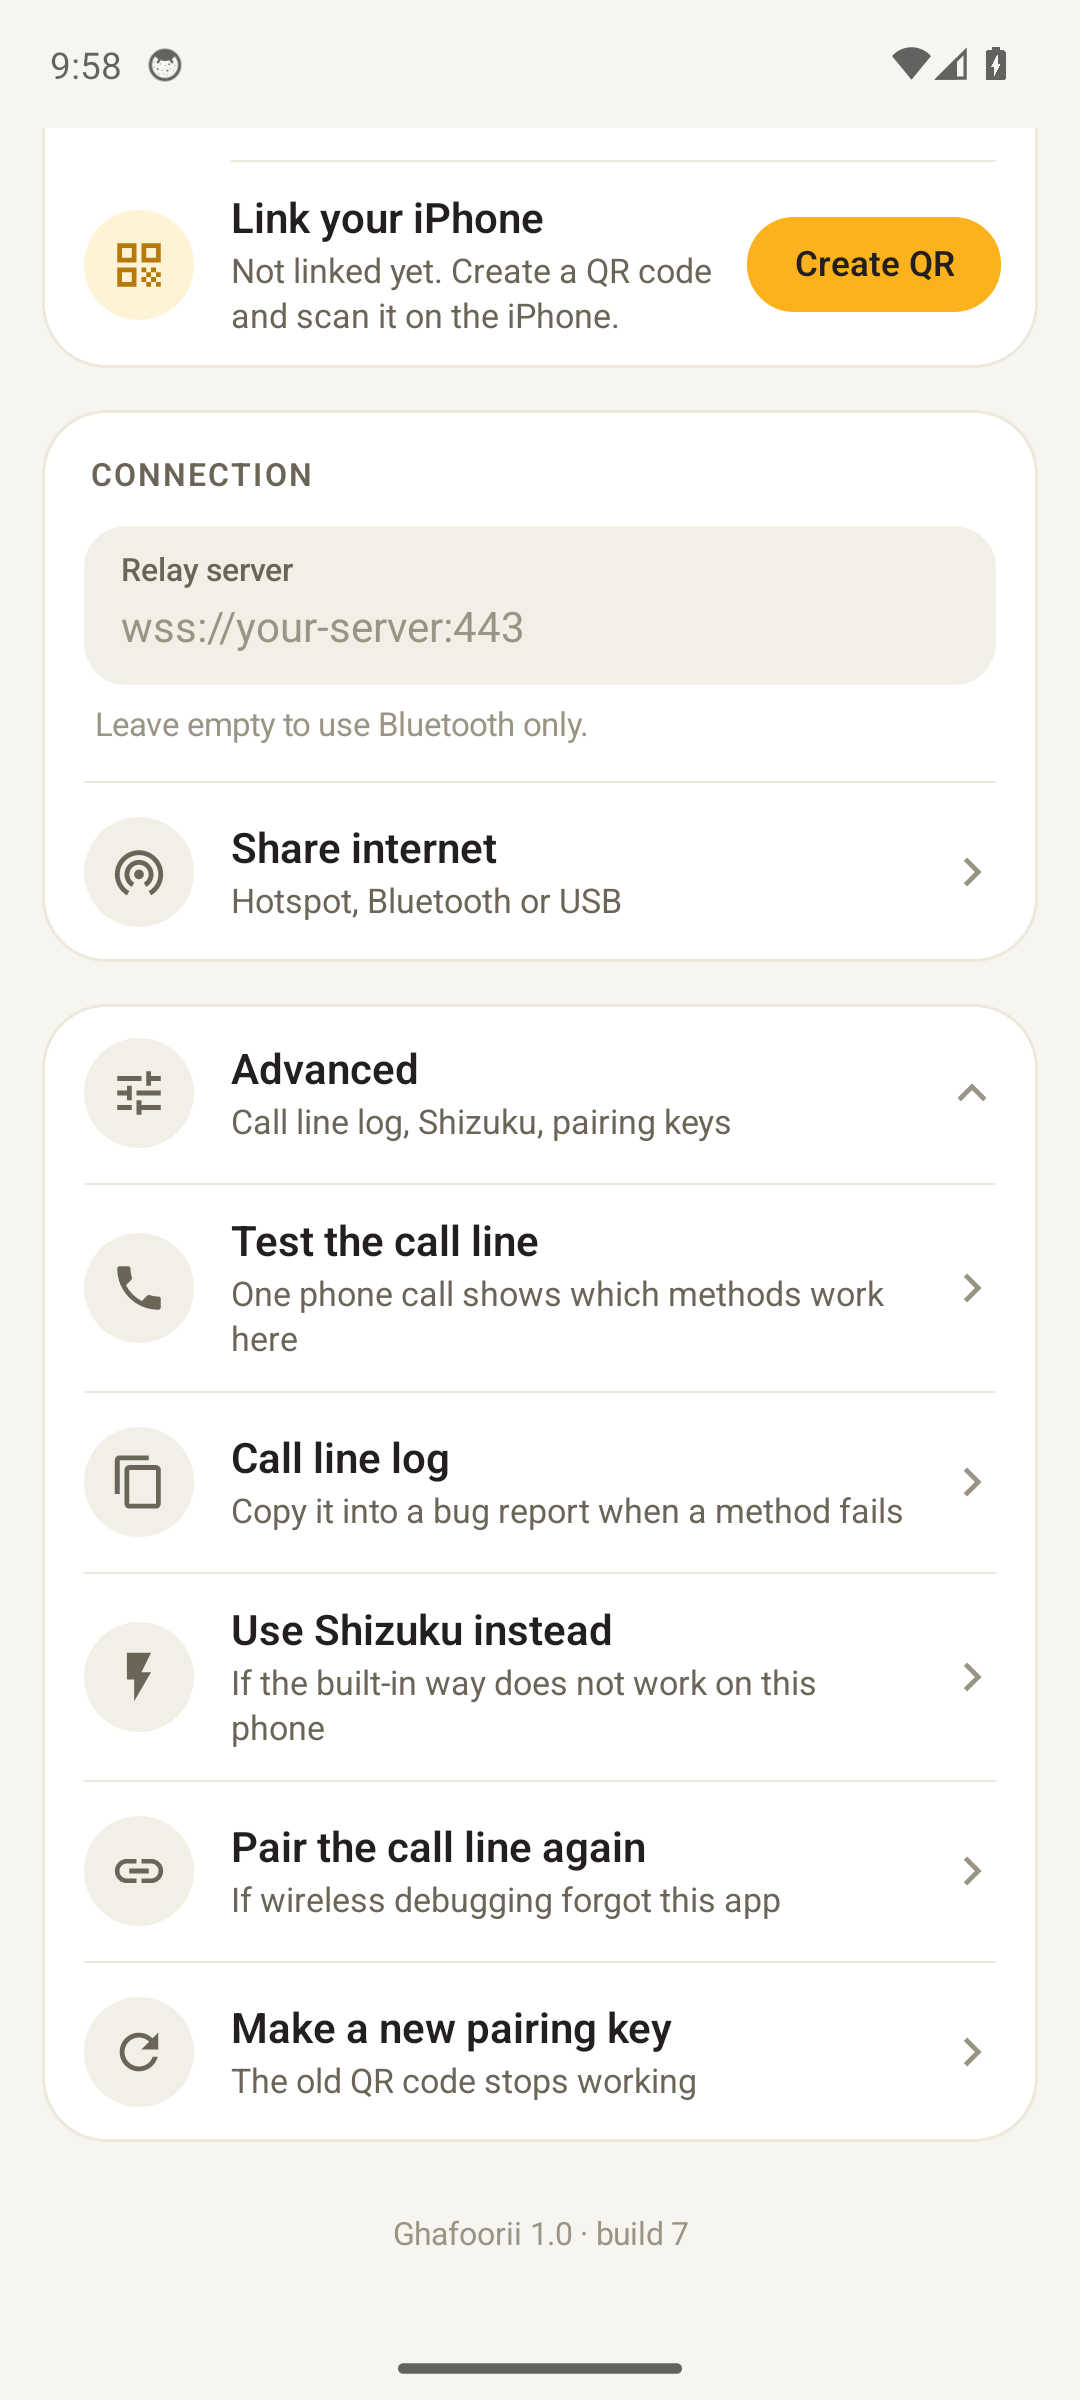 9:58
Link your iPhone
Not linked yet. Create a QR code
and scan it on the iPhone.
Create QR
CONNECTION
Relay server
wss://your-server:443
Leave empty to use Bluetooth only.
Share internet
Hotspot, Bluetooth or USB
Advanced
Call line log, Shizuku, pairing keys
Test the call line
One phone call shows which methods work
here
Call line log
Copy it into a bug report when a method fails
Use Shizuku instead
If the built-in way does not work on this
phone
Pair the call line again
If wireless debugging forgot this app
Make a new pairing key
The old QR code stops working
Ghafoorii 1.0 · build 7